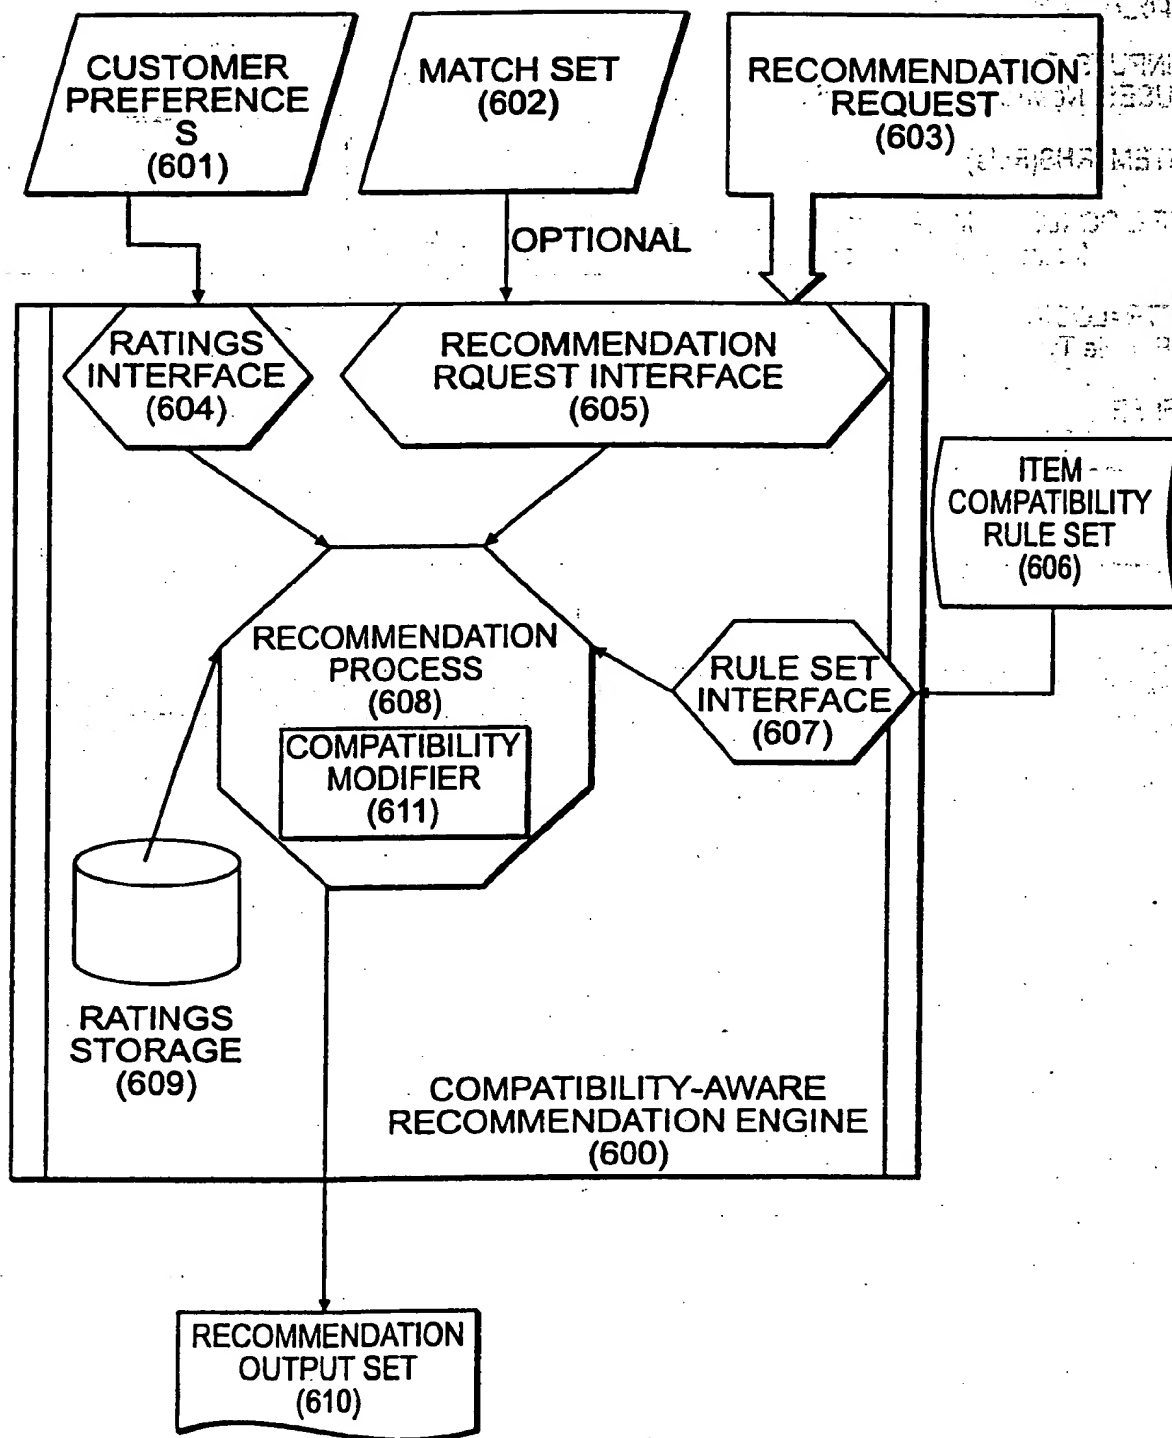 CUSTOMER
PREFERENCE
S
(601)
MATCH SET
(602)
RECOMMENDATION
REQUEST
(603)
OPTIONAL
RATINGS
INTERFACE
(604)
RECOMMENDATION
RQUEST INTERFACE
(605)
ITEM
COMPATIBILITY
RULE SET
(606)
RECOMMENDATION
PROCESS
(608)
COMPATIBILITY
MODIFIER
(611)
RULE SET
INTERFACE
(607)
RATINGS
STORAGE
(609)
COMPATIBILITY-AWARE
RECOMMENDATION ENGINE
(600)
RECOMMENDATION
OUTPUT SET
(610)